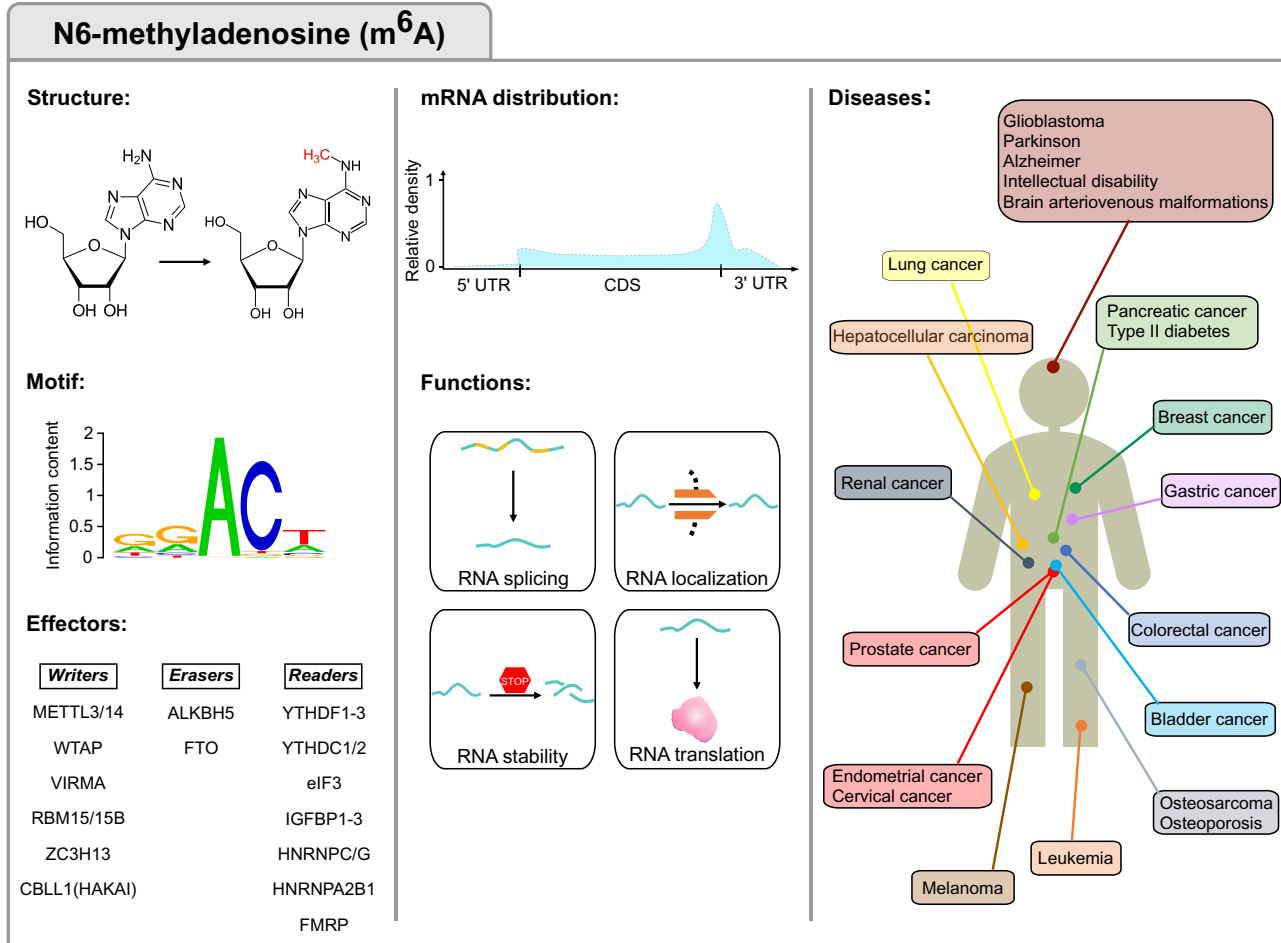 N6-methyladenosine (m6A)
Structure:
H2N
N
N
N
N
HO
O
OH
OH
H3C
NH
N
N
N
N
HO
O
OH
OH
Motif:
Information content
2
1.5
1
0.5
0
G
G
A
C
T
Effectors:
Writers
METTL3/14
WTAP
VIRMA
RBM15/15B
ZC3H13
CBLL1(HAKAI)
Erasers
ALKBH5
FTO
Readers
YTHDF1-3
YTHDC1/2
eIF3
IGFBP1-3
HNRNPC/G
HNRNPA2B1
FMRP
mRNA distribution:
Relative density
1
0
5' UTR
CDS
3' UTR
Functions:
RNA splicing
RNA localization
STOP
RNA stability
RNA translation
Diseases:
Glioblastoma
Parkinson
Alzheimer
Intellectual disability
Brain arteriovenous malformations
Lung cancer
Pancreatic cancer
Type II diabetes
Hepatocellular carcinoma
Breast cancer
Renal cancer
Gastric cancer
Prostate cancer
Colorectal cancer
Bladder cancer
Endometrial cancer
Cervical cancer
Osteosarcoma
Osteoporosis
Leukemia
Melanoma